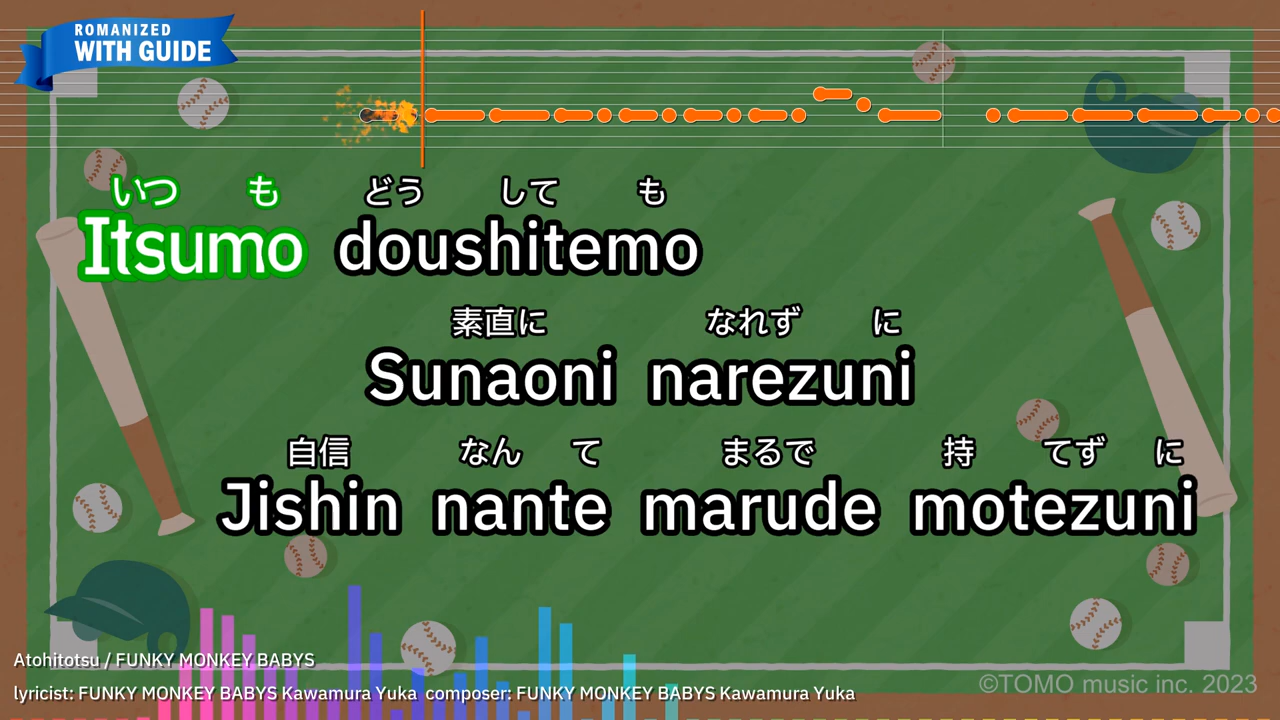 ROMANIZED
WITH GUIDE
いつも どうしても
Itsumo doushitemo
素直に なれずに
Sunaoni narezuni
自信 なんて まるで 持てずに
Jishin nante marude motezuni
Atohitotsu / FUNKY MONKEY BABYS
lyricist: FUNKY MONKEY BABYS Kawamura Yuka composer: FUNKY MONKEY BABYS Kawamura Yuka
©TOMO music inc. 2023